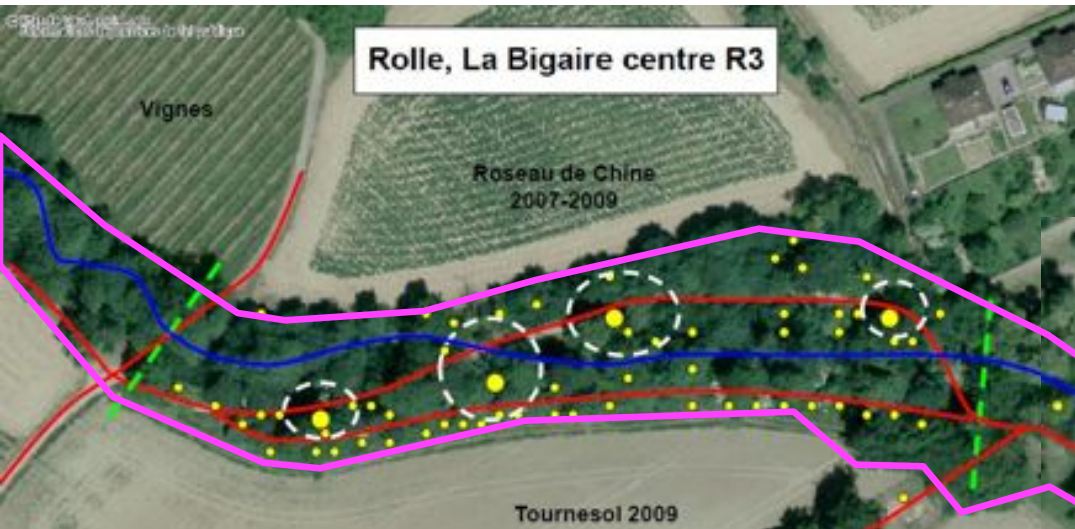 Rolle, La Bigaire centre R3
Vignes
Roseau de Chine
2007-2009
Tournesol 2009